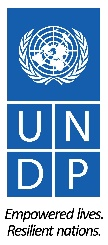 U N
D P
Empowered lives.
Resilient nations.